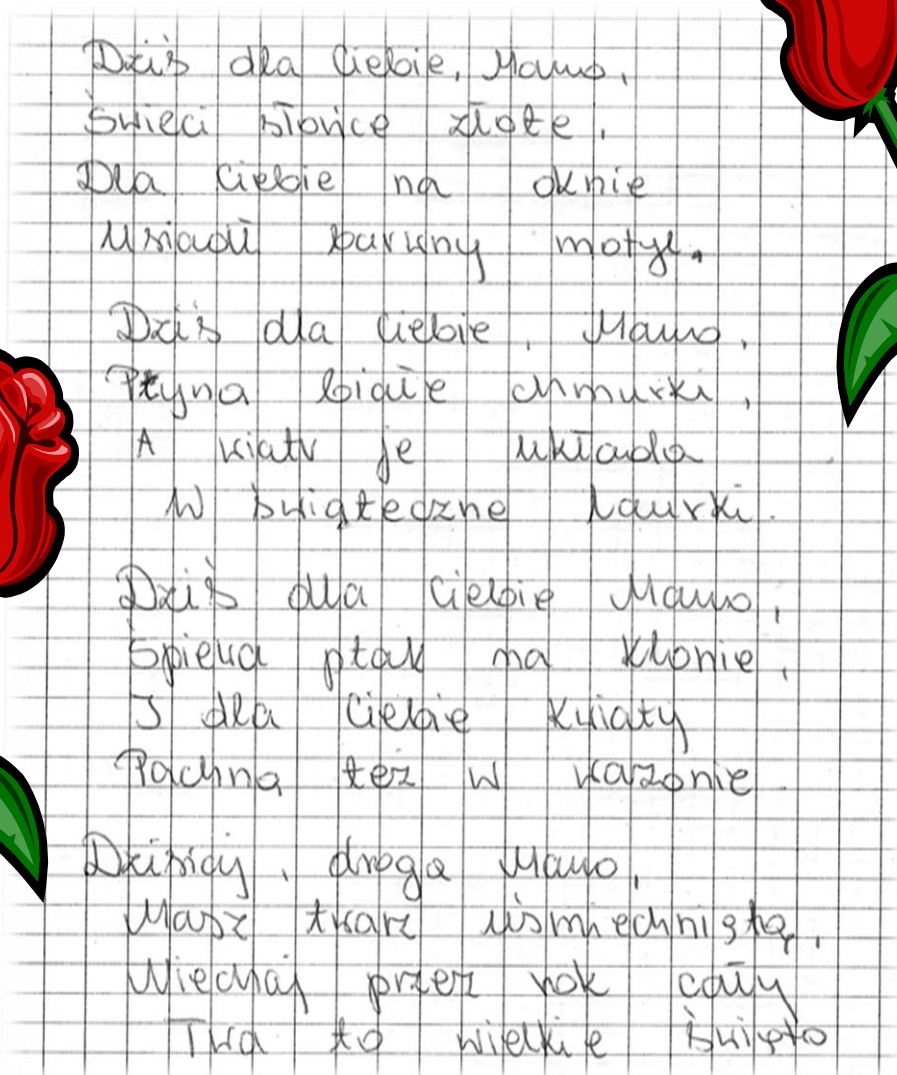 Dziś dla Ciebie, Mamo,
Świeci słońce złote,
Dla Ciebie na oknie
Usiadł barwny motyl.
Dziś dla Ciebie, Mamo,
Płyną białe chmurki,
A wiatr je układa
W świąteczne laurki.
Dziś dla Ciebie Mamo,
Śpiewa ptak na klonie,
I dla Ciebie kwiaty
Pachną też w wazonie
Dzisiaj, droga Mamo,
Masz twarz uśmiechniętą,
Niechaj przez rok cały
Trwa to wielkie święto